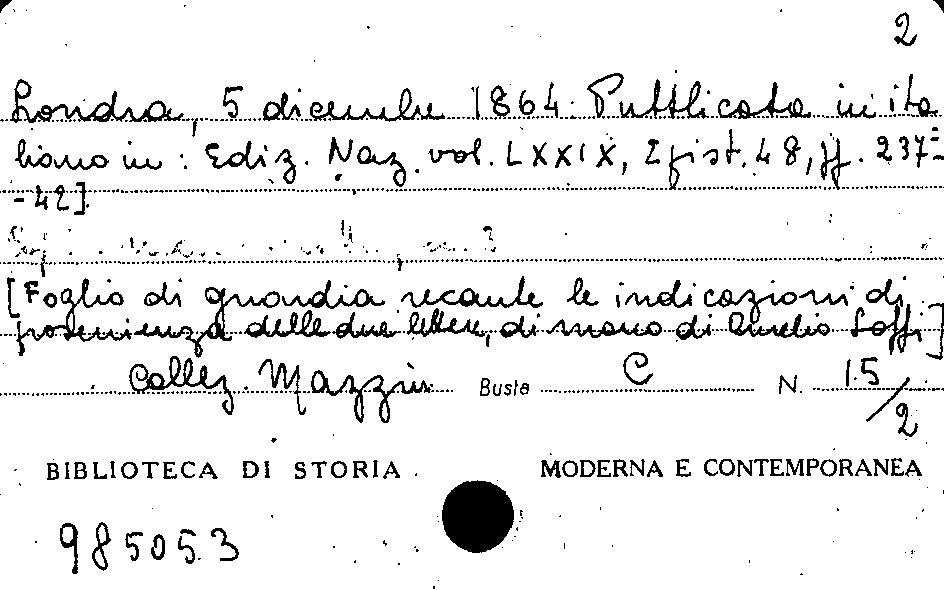 2
Londra, 5 dicembre 1864. Pubblicata in ita
liano in: Ediz. Naz. vol. LXXIX, Epist. 48, pp. 237-
-42]
[Foglio di guardia recante le indicazioni di
provenienza delle due lettere, di mano di Aurelio Saffi]
Collez. Mazzini Busta C N. 15/2
BIBLIOTECA DI STORIA MODERNA E CONTEMPORANEA
985053